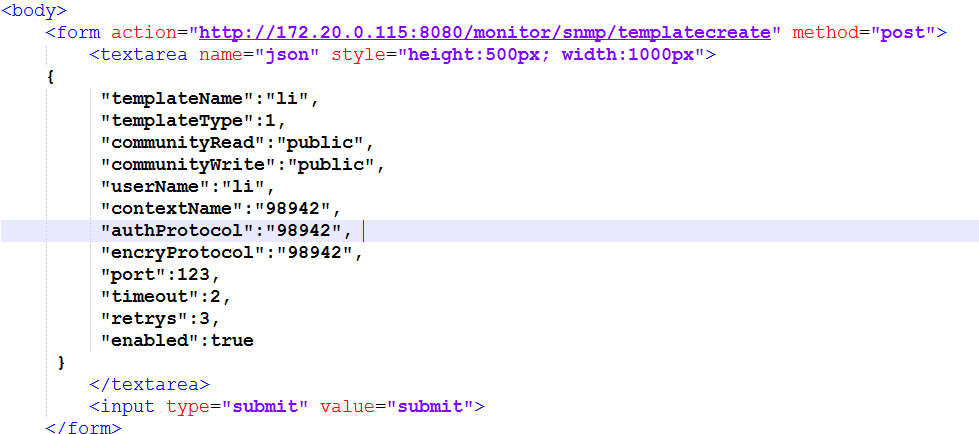 <body>
<form action="http://172.20.0.115:8080/monitor/snmp/templatecreate" method="post">
<textarea name="json" style="height:500px; width:1000px">
{
"templateName":"li",
"templateType":1,
"communityRead":"public",
"communityWrite":"public",
"userName":"li",
"contextName":"98942",
"authProtocol":"98942",
"encryProtocol":"98942",
"port":123,
"timeout":2,
"retrys":3,
"enabled":true
}
</textarea>
<input type="submit" value="submit">
</form>